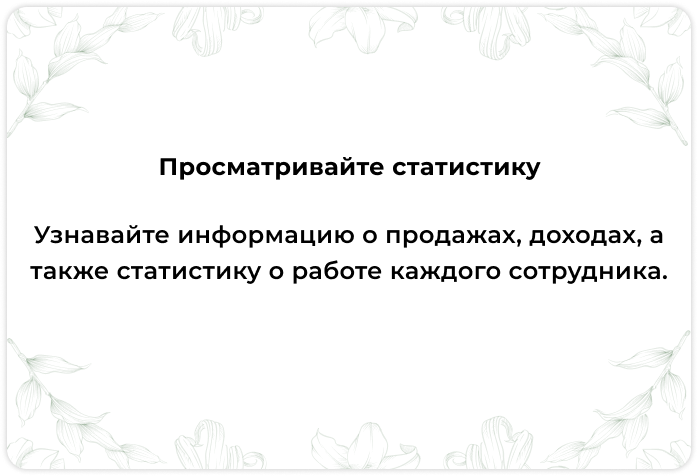 Просматривайте статистику
Узнавайте информацию о продажах, доходах, а
также статистику о работе каждого сотрудника.